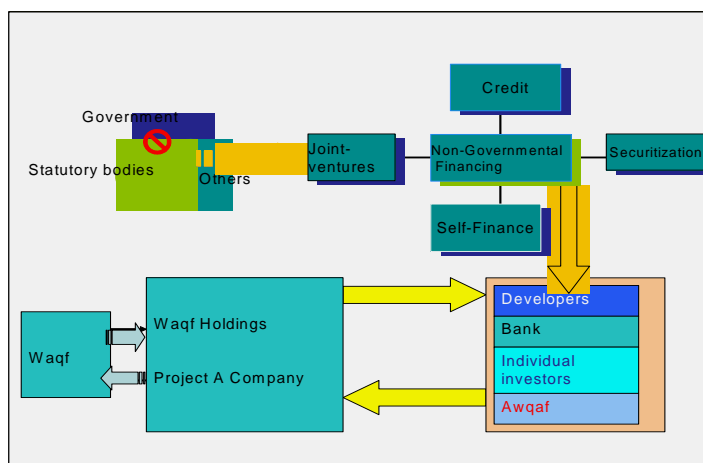 Credit
Government
Joint-
ventures
Non-Governmental
Financing
Securitization
Statutory bodies
Others
Self-Finance
Developers
Waqf Holdings
Bank
Waqf
Individual
investors
Project A Company
Awqaf